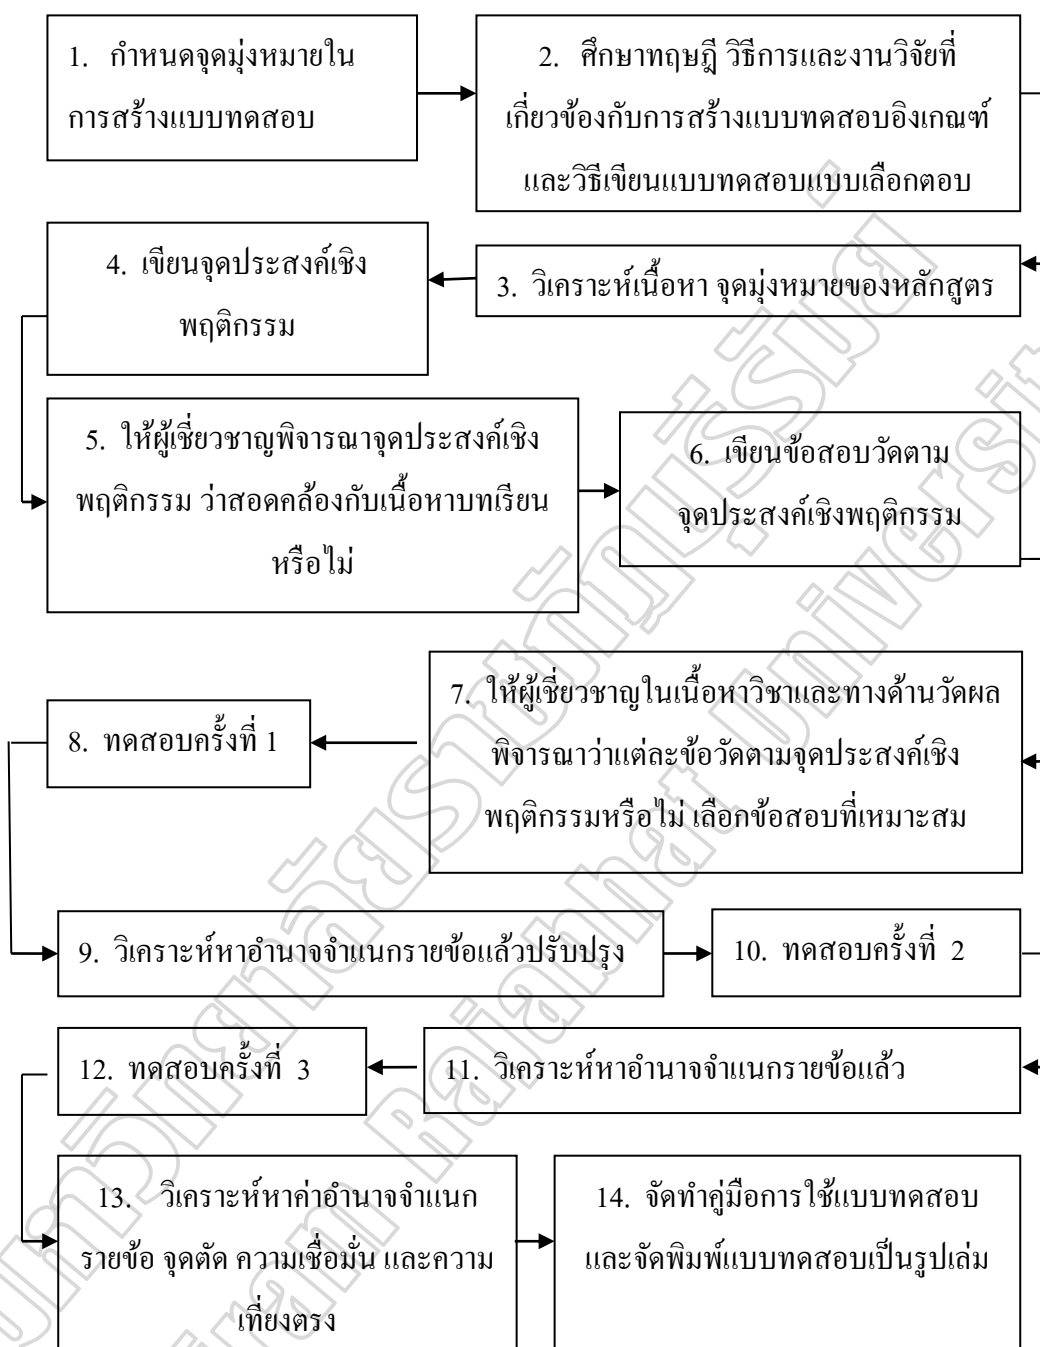 1. กำหนดจุดมุ่งหมายใน
การสร้างแบบทดสอบ
2. ศึกษาทฤษฎี วิธีการและงานวิจัยที่
เกี่ยวข้องกับการสร้างแบบทดสอบอิงเกณฑ์
และวิธีเขียนแบบทดสอบแบบเลือกตอบ
3. วิเคราะห์เนื้อหา จุดมุ่งหมายของหลักสูตร
4. เขียนจุดประสงค์เชิง
พฤติกรรม
5. ให้ผู้เชี่ยวชาญพิจารณาจุดประสงค์เชิง
พฤติกรรม ว่าสอดคล้องกับเนื้อหาบทเรียน
หรือไม่
6. เขียนข้อสอบวัดตาม
จุดประสงค์เชิงพฤติกรรม
7. ให้ผู้เชี่ยวชาญในเนื้อหาวิชาและทางด้านวัดผล
พิจารณาว่าแต่ละข้อวัดตามจุดประสงค์เชิง
พฤติกรรมหรือไม่ เลือกข้อสอบที่เหมาะสม
8. ทดสอบครั้งที่ 1
9. วิเคราะห์หาอำนาจจำแนกรายข้อแล้วปรับปรุง
10. ทดสอบครั้งที่ 2
11. วิเคราะห์หาอำนาจจำแนกรายข้อแล้ว
12. ทดสอบครั้งที่ 3
13. วิเคราะห์หาค่าอำนาจจำแนก
รายข้อ จุดตัด ความเชื่อมั่น และความ
เที่ยงตรง
14. จัดทำคู่มือการใช้แบบทดสอบ
และจัดพิมพ์แบบทดสอบเป็นรูปเล่ม
Rajabhat